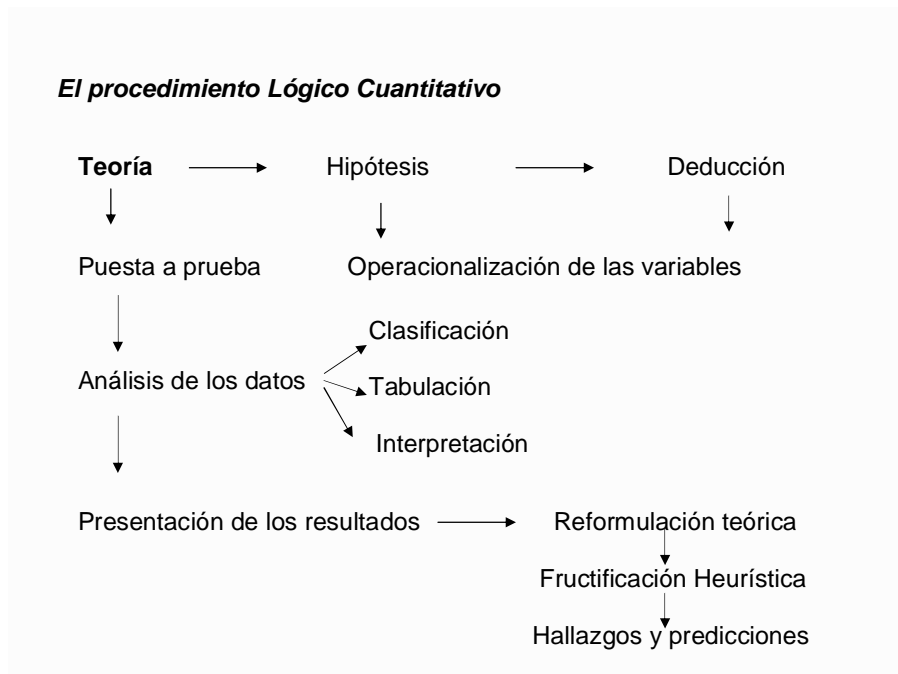 El procedimiento Lógico Cuantitativo
Teoría Hipótesis Deducción
Puesta a prueba Operacionalización de las variables
Clasificación
Análisis de los datos Tabulación
Interpretación
Presentación de los resultados Reformulación teórica
Fructificación Heurística
Hallazgos y predicciones